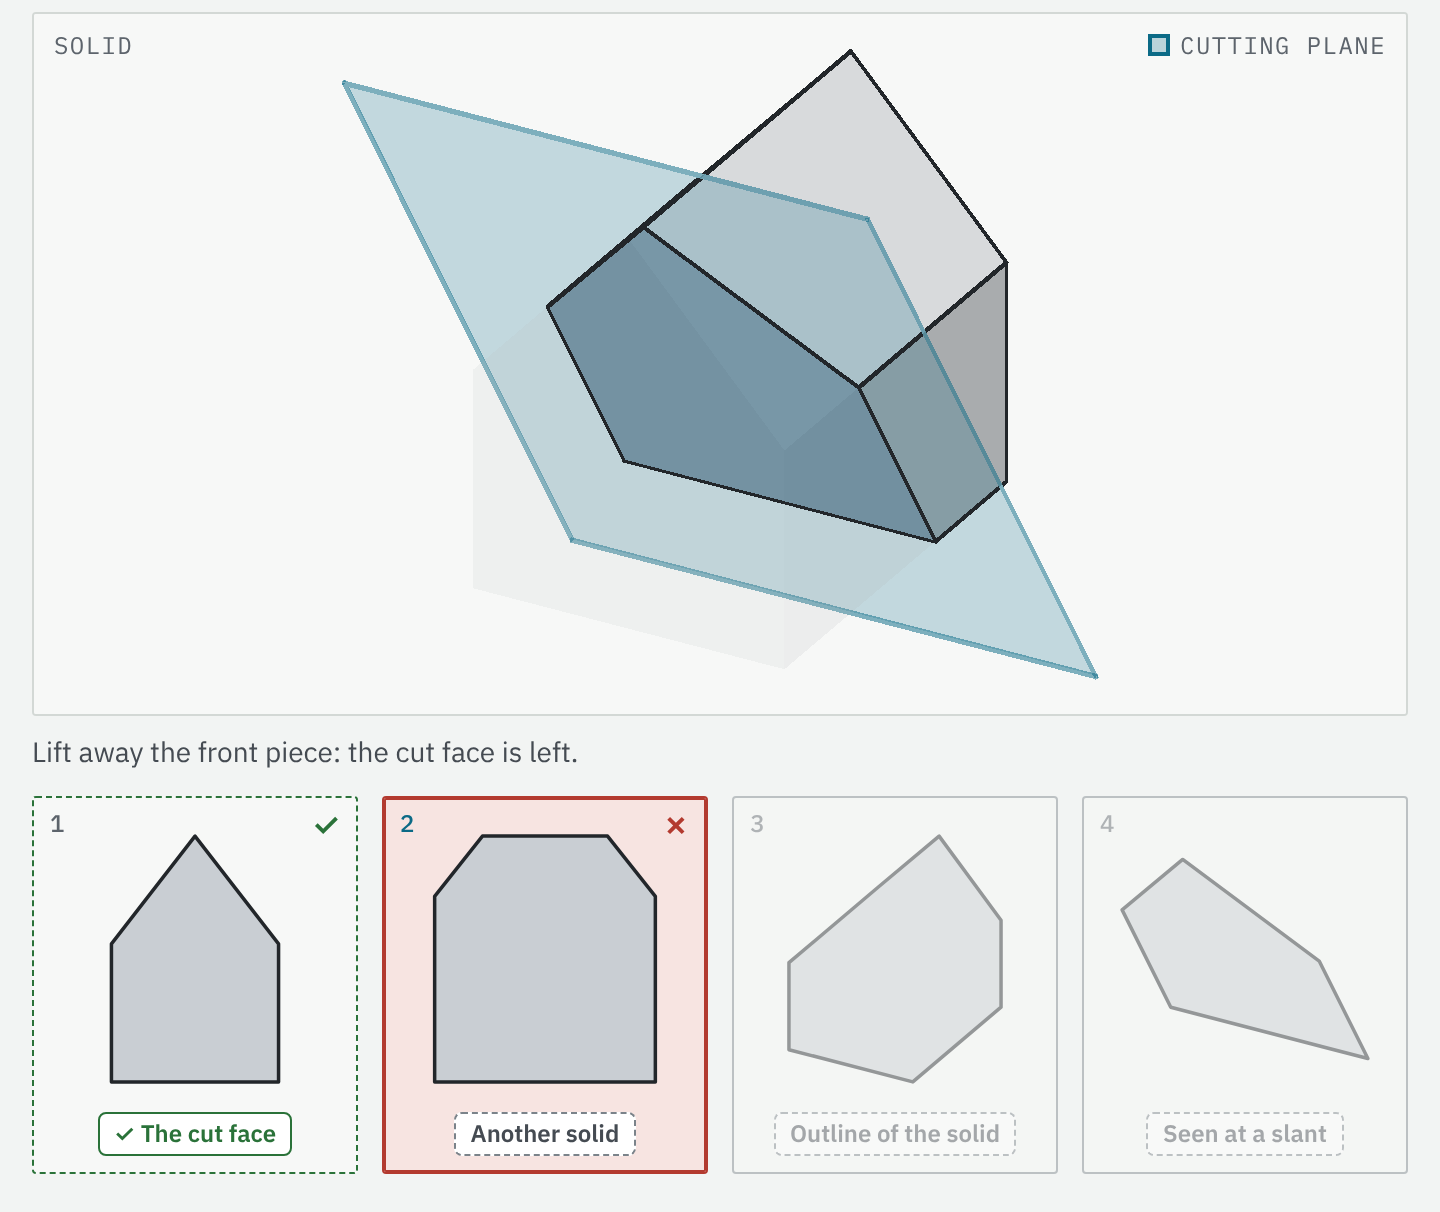 SOLID
CUTTING PLANE
Lift away the front piece: the cut face is left.
1
2
3
4
The cut face
Another solid
Outline of the solid
Seen at a slant